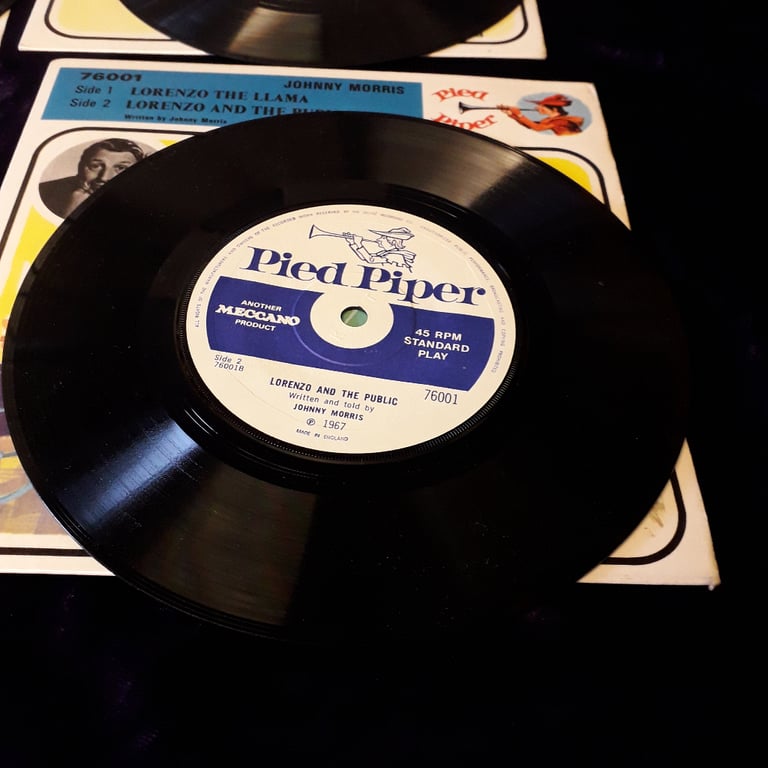 76001
JOHNNY MORRIS
Side 1 LORENZO THE LLAMA
Side 2 LORENZO AND THE
Written by Johnny Morris
Pied
Piper
Pied Piper
ANOTHER
MECCANO
PRODUCT
45 RPM
STANDARD
PLAY
Side 2
76001B
76001
LORENZO AND THE PUBLIC
Written and told by
JOHNNY MORRIS
℗ 1967
MADE IN ENGLAND